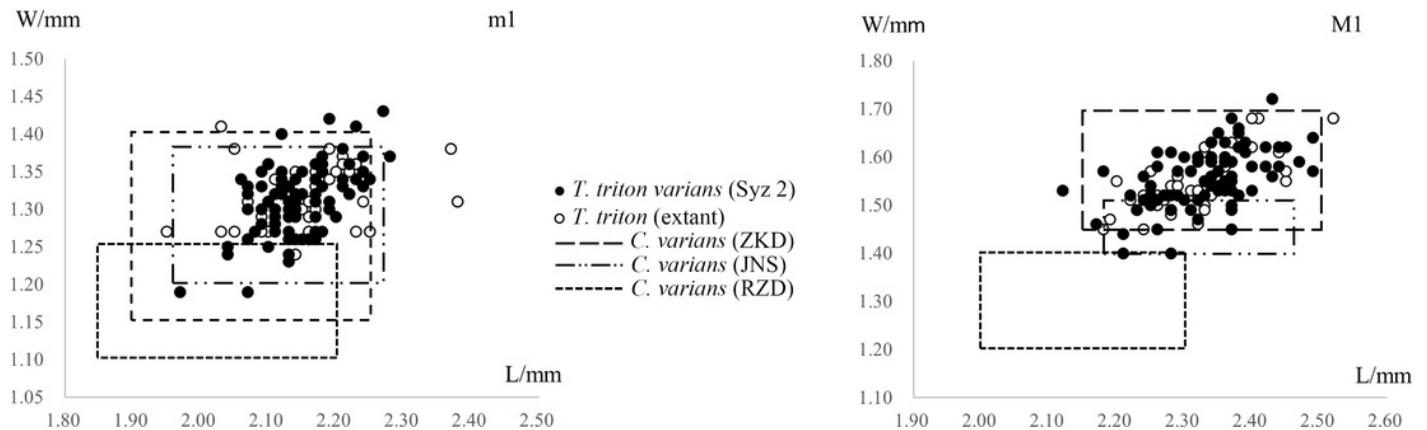 W/mm
m1
1.50
1.45
1.40
1.35
1.30
1.25
1.20
1.15
1.10
1.05
L/mm
1.80 1.90 2.00 2.10 2.20 2.30 2.40 2.50
T. triton varians (Syz 2)
T. triton (extant)
C. varians (ZKD)
C. varians (JNS)
C. varians (RZD)
W/mm
M1
1.80
1.70
1.60
1.50
1.40
1.30
1.20
1.10
L/mm
1.90 2.00 2.10 2.20 2.30 2.40 2.50 2.60